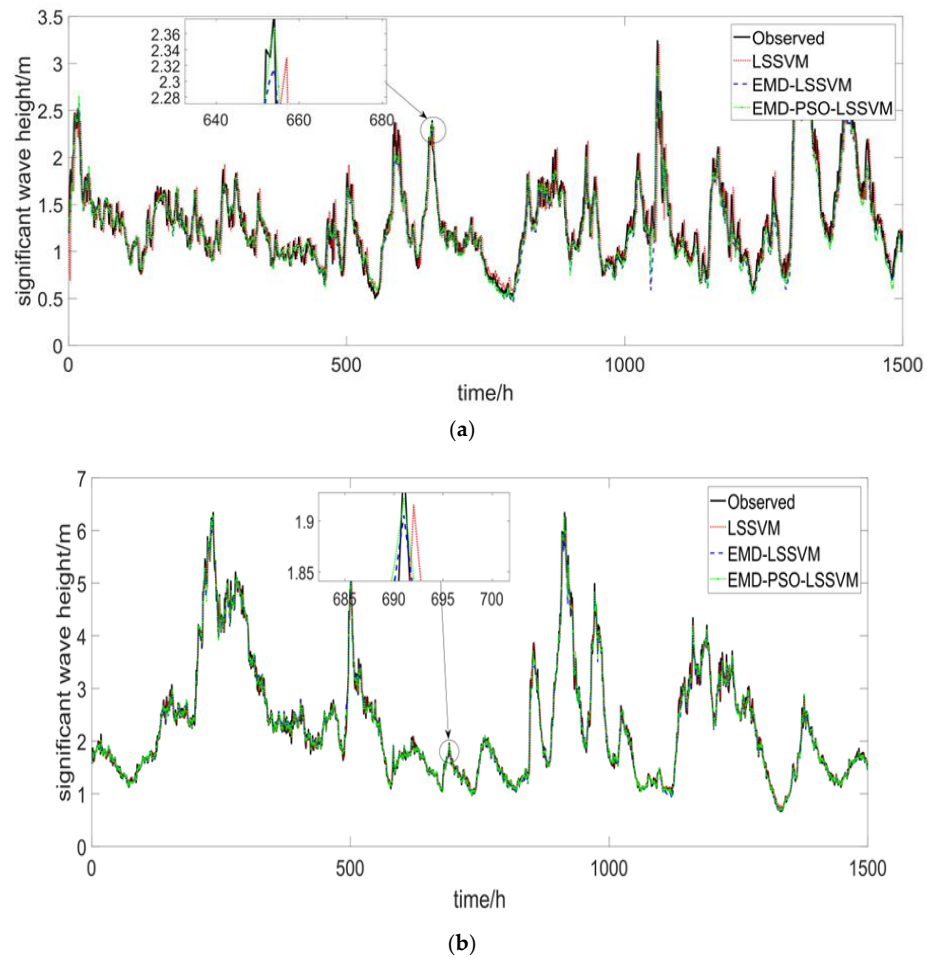 3.5
3
2.5
2
1.5
1
0.5
0
significant wave height/m
2.36
2.34
2.32
2.3
2.28
640
660
680
Observed
LSSVM
EMD-LSSVM
EMD-PSO-LSSVM
0
500
1000
1500
time/h
(a)
7
6
5
4
3
2
1
0
significant wave height/m
1.9
1.85
685
690
695
700
Observed
LSSVM
EMD-LSSVM
EMD-PSO-LSSVM
0
500
1000
1500
time/h
(b)